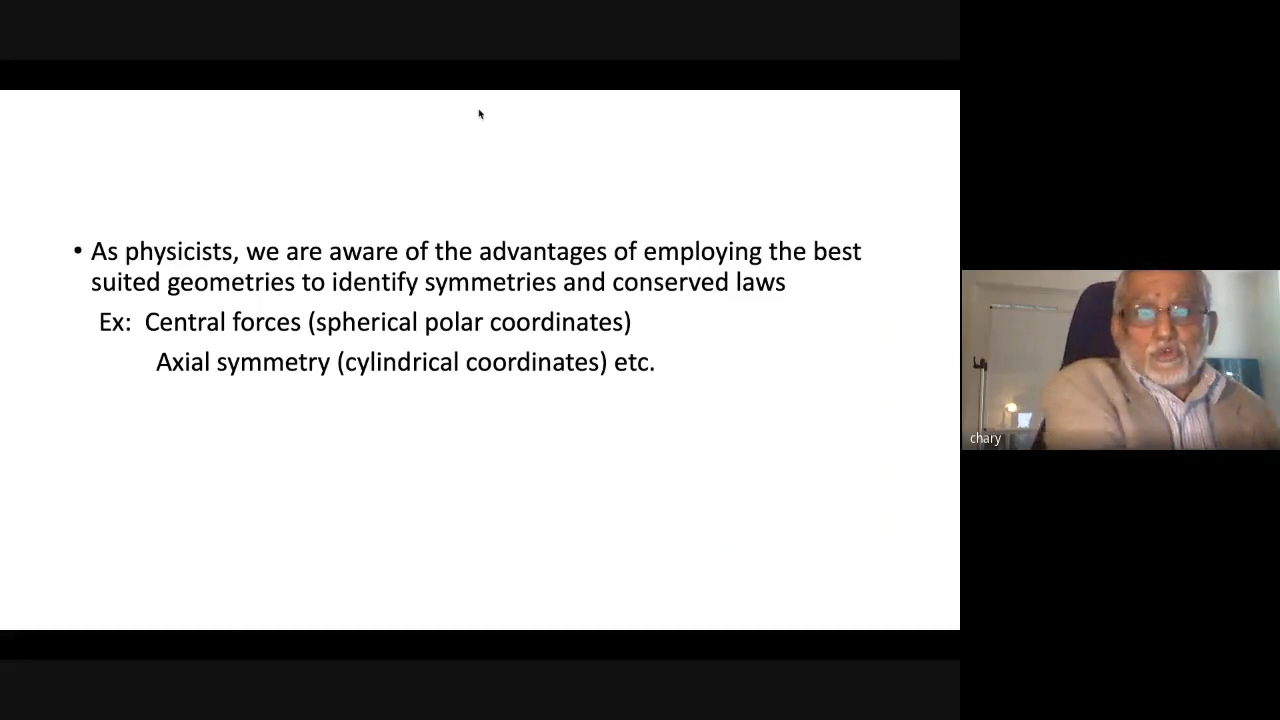 • As physicists, we are aware of the advantages of employing the best
suited geometries to identify symmetries and conserved laws
Ex: Central forces (spherical polar coordinates)
Axial symmetry (cylindrical coordinates) etc.
chary